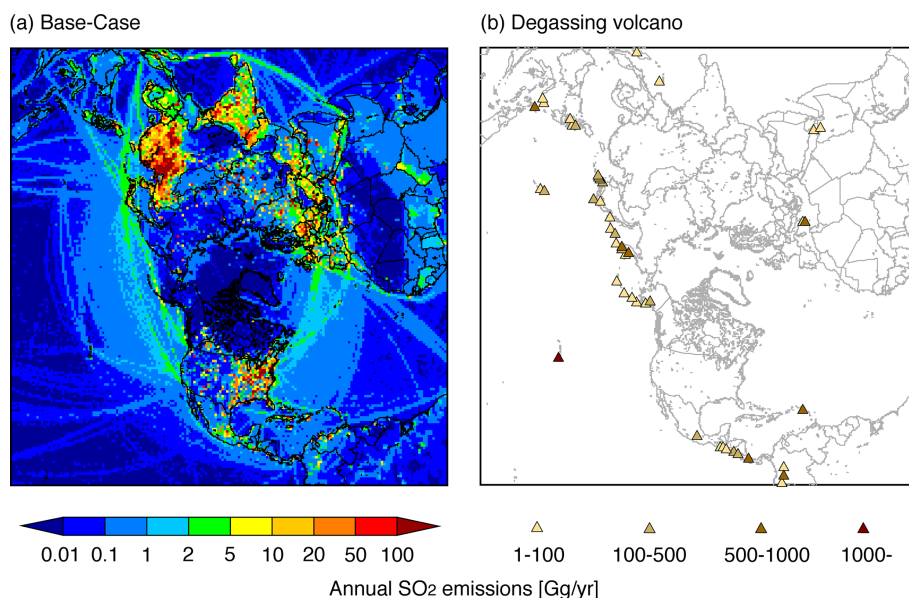 (a) Base-Case
(b) Degassing volcano
0.01 0.1 1 2 5 10 20 50 100
1-100 100-500 500-1000 1000-
Annual SO2 emissions [Gg/yr]